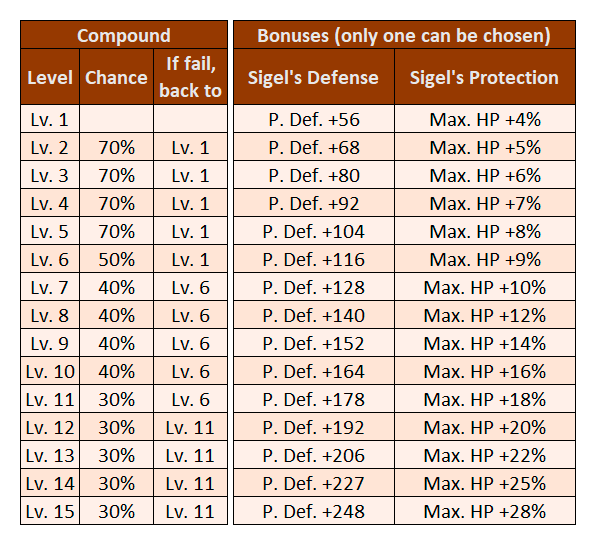 Compound Bonuses (only one can be chosen)
Level Chance If fail, back to Sigel's Defense Sigel's Protection
Lv. 1 P. Def. +56 Max. HP +4%
Lv. 2 70% Lv. 1 P. Def. +68 Max. HP +5%
Lv. 3 70% Lv. 1 P. Def. +80 Max. HP +6%
Lv. 4 70% Lv. 1 P. Def. +92 Max. HP +7%
Lv. 5 70% Lv. 1 P. Def. +104 Max. HP +8%
Lv. 6 50% Lv. 1 P. Def. +116 Max. HP +9%
Lv. 7 40% Lv. 6 P. Def. +128 Max. HP +10%
Lv. 8 40% Lv. 6 P. Def. +140 Max. HP +12%
Lv. 9 40% Lv. 6 P. Def. +152 Max. HP +14%
Lv. 10 40% Lv. 6 P. Def. +164 Max. HP +16%
Lv. 11 30% Lv. 6 P. Def. +178 Max. HP +18%
Lv. 12 30% Lv. 11 P. Def. +192 Max. HP +20%
Lv. 13 30% Lv. 11 P. Def. +206 Max. HP +22%
Lv. 14 30% Lv. 11 P. Def. +227 Max. HP +25%
Lv. 15 30% Lv. 11 P. Def. +248 Max. HP +28%